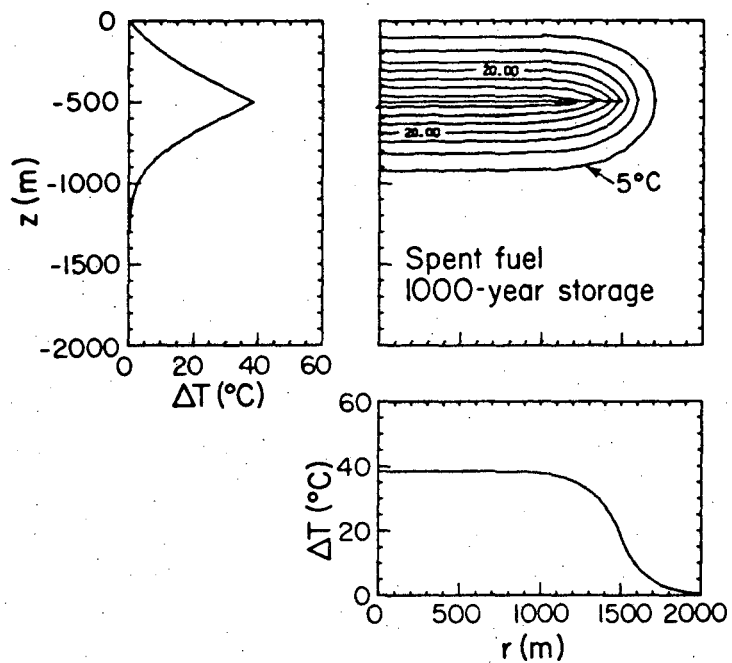 0
-500
-1000
-1500
-2000
z (m)
0 20 40 60
ΔT (°C)
20.00
20.00
5°C
Spent fuel
1000-year storage
60
40
20
0
ΔT (°C)
0 500 1000 1500 2000
r (m)